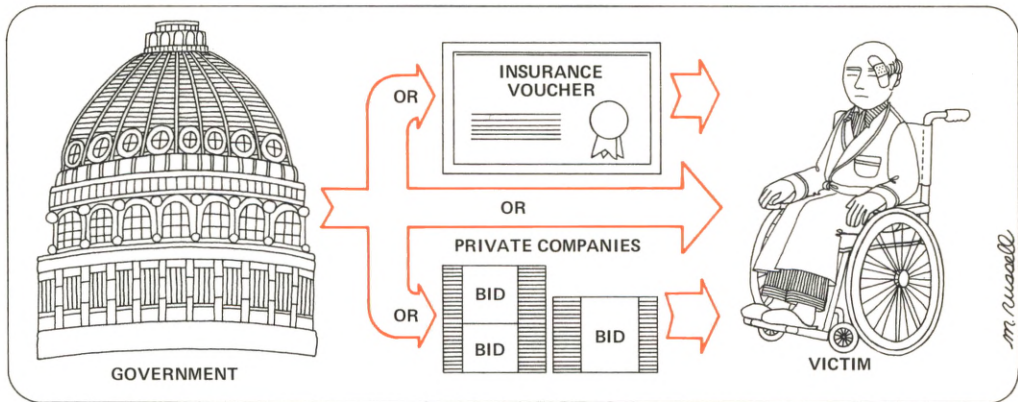 INSURANCE
VOUCHER
OR
OR
PRIVATE COMPANIES
BID
BID
BID
OR
GOVERNMENT
VICTIM
m. russell